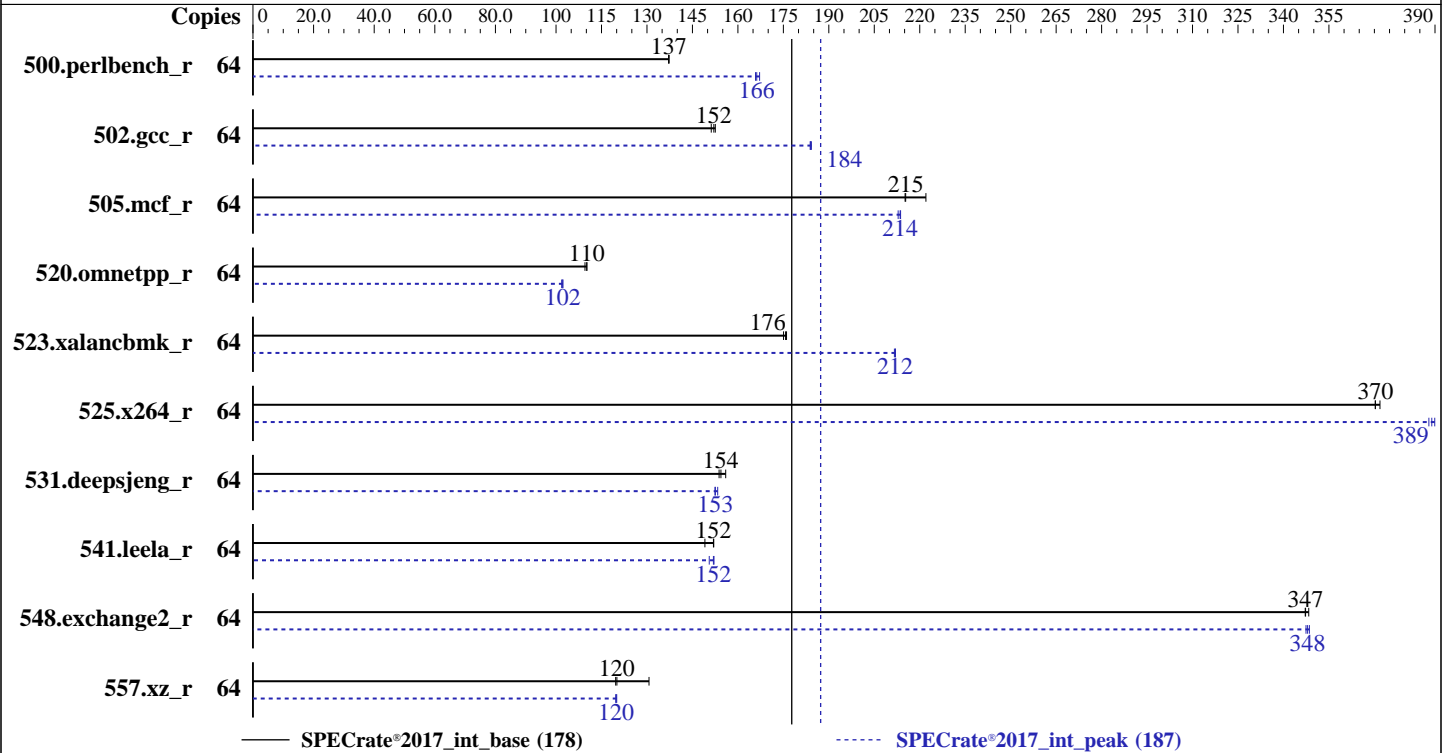 Copies 0 20.0 40.0 60.0 80.0 100 115 130 145 160 175 190 205 220 235 250 265 280 295 310 325 340 355 390
500.perlbench_r 64 137
166
502.gcc_r 64 152
184
505.mcf_r 64 215
214
520.omnetpp_r 64 110
102
523.xalancbmk_r 64 176
212
525.x264_r 64 370
389
531.deepsjeng_r 64 154
153
541.leela_r 64 152
152
548.exchange2_r 64 347
348
557.xz_r 64 120
120
SPECrate®2017_int_base (178) SPECrate®2017_int_peak (187)